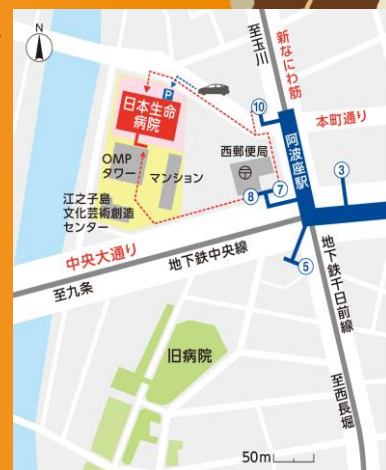 N
至玉川
新なにわ筋
P
日本生命
病院
⑩
本町通り
阿波座駅
OMP
タワー
マンション
西郵便局
③
⑦
⑧
江之子島
文化芸術創造
センター
中央大通り
地下鉄中央線
⑤
至九条
地下鉄千日前線
旧病院
至西長堀
50m